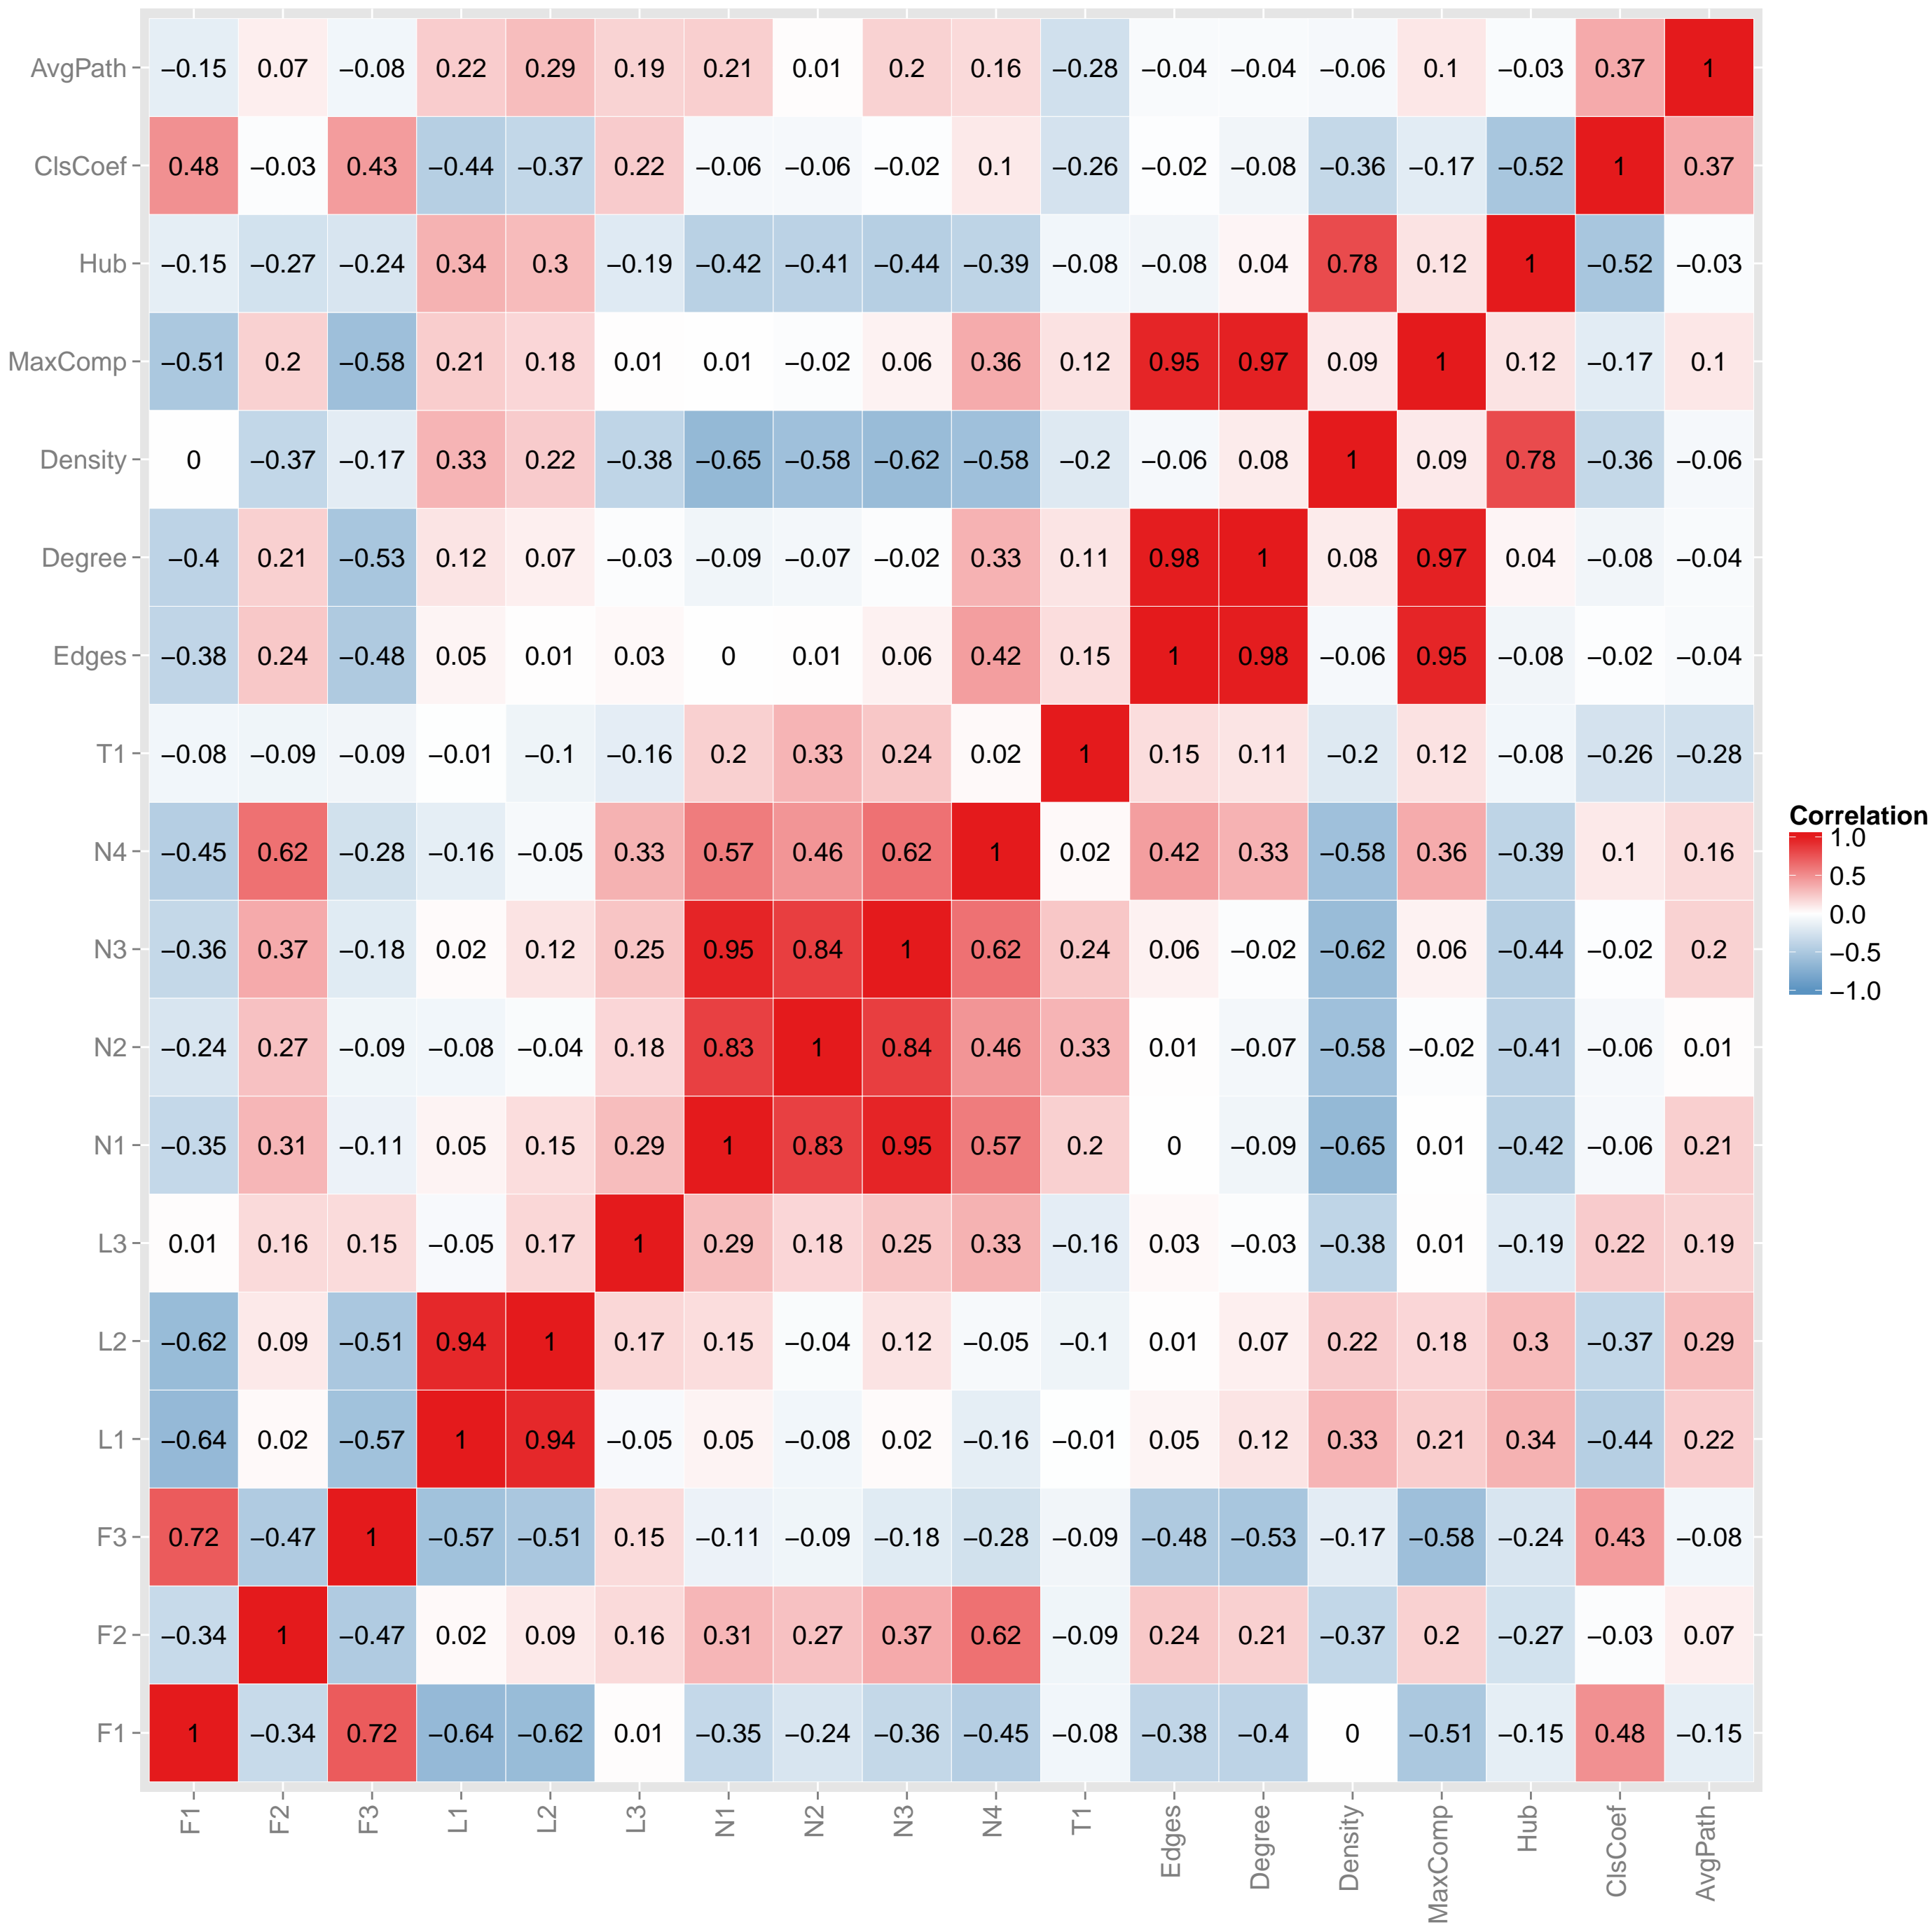 AvgPath −0.15 0.07 −0.08 0.22 0.29 0.19 0.21 0.01 0.2 0.16 −0.28 −0.04 −0.04 −0.06 0.1 −0.03 0.37 1
ClsCoef 0.48 −0.03 0.43 −0.44 −0.37 0.22 −0.06 −0.06 −0.02 0.1 −0.26 −0.02 −0.08 −0.36 −0.17 −0.52 1 0.37
Hub −0.15 −0.27 −0.24 0.34 0.3 −0.19 −0.42 −0.41 −0.44 −0.39 −0.08 −0.08 0.04 0.78 0.12 1 −0.52 −0.03
MaxComp −0.51 0.2 −0.58 0.21 0.18 0.01 0.01 −0.02 0.06 0.36 0.12 0.95 0.97 0.09 1 0.12 −0.17 0.1
Density 0 −0.37 −0.17 0.33 0.22 −0.38 −0.65 −0.58 −0.62 −0.58 −0.2 −0.06 0.08 1 0.09 0.78 −0.36 −0.06
Degree −0.4 0.21 −0.53 0.12 0.07 −0.03 −0.09 −0.07 −0.02 0.33 0.11 0.98 1 0.08 0.97 0.04 −0.08 −0.04
Edges −0.38 0.24 −0.48 0.05 0.01 0.03 0 0.01 0.06 0.42 0.15 1 0.98 −0.06 0.95 −0.08 −0.02 −0.04
T1 −0.08 −0.09 −0.09 −0.01 −0.1 −0.16 0.2 0.33 0.24 0.02 1 0.15 0.11 −0.2 0.12 −0.08 −0.26 −0.28
N4 −0.45 0.62 −0.28 −0.16 −0.05 0.33 0.57 0.46 0.62 1 0.02 0.42 0.33 −0.58 0.36 −0.39 0.1 0.16
N3 −0.36 0.37 −0.18 0.02 0.12 0.25 0.95 0.84 1 0.62 0.24 0.06 −0.02 −0.62 0.06 −0.44 −0.02 0.2
N2 −0.24 0.27 −0.09 −0.08 −0.04 0.18 0.83 1 0.84 0.46 0.33 0.01 −0.07 −0.58 −0.02 −0.41 −0.06 0.01
N1 −0.35 0.31 −0.11 0.05 0.15 0.29 1 0.83 0.95 0.57 0.2 0 −0.09 −0.65 0.01 −0.42 −0.06 0.21
L3 0.01 0.16 0.15 −0.05 0.17 1 0.29 0.18 0.25 0.33 −0.16 0.03 −0.03 −0.38 0.01 −0.19 0.22 0.19
L2 −0.62 0.09 −0.51 0.94 1 0.17 0.15 −0.04 0.12 −0.05 −0.1 0.01 0.07 0.22 0.18 0.3 −0.37 0.29
L1 −0.64 0.02 −0.57 1 0.94 −0.05 0.05 −0.08 0.02 −0.16 −0.01 0.05 0.12 0.33 0.21 0.34 −0.44 0.22
F3 0.72 −0.47 1 −0.57 −0.51 0.15 −0.11 −0.09 −0.18 −0.28 −0.09 −0.48 −0.53 −0.17 −0.58 −0.24 0.43 −0.08
F2 −0.34 1 −0.47 0.02 0.09 0.16 0.31 0.27 0.37 0.62 −0.09 0.24 0.21 −0.37 0.2 −0.27 −0.03 0.07
F1 1 −0.34 0.72 −0.64 −0.62 0.01 −0.35 −0.24 −0.36 −0.45 −0.08 −0.38 −0.4 0 −0.51 −0.15 0.48 −0.15
F1 F2 F3 L1 L2 L3 N1 N2 N3 N4 T1 Edges Degree Density MaxComp Hub ClsCoef AvgPath
Correlation
1.0
0.5
0.0
−0.5
−1.0